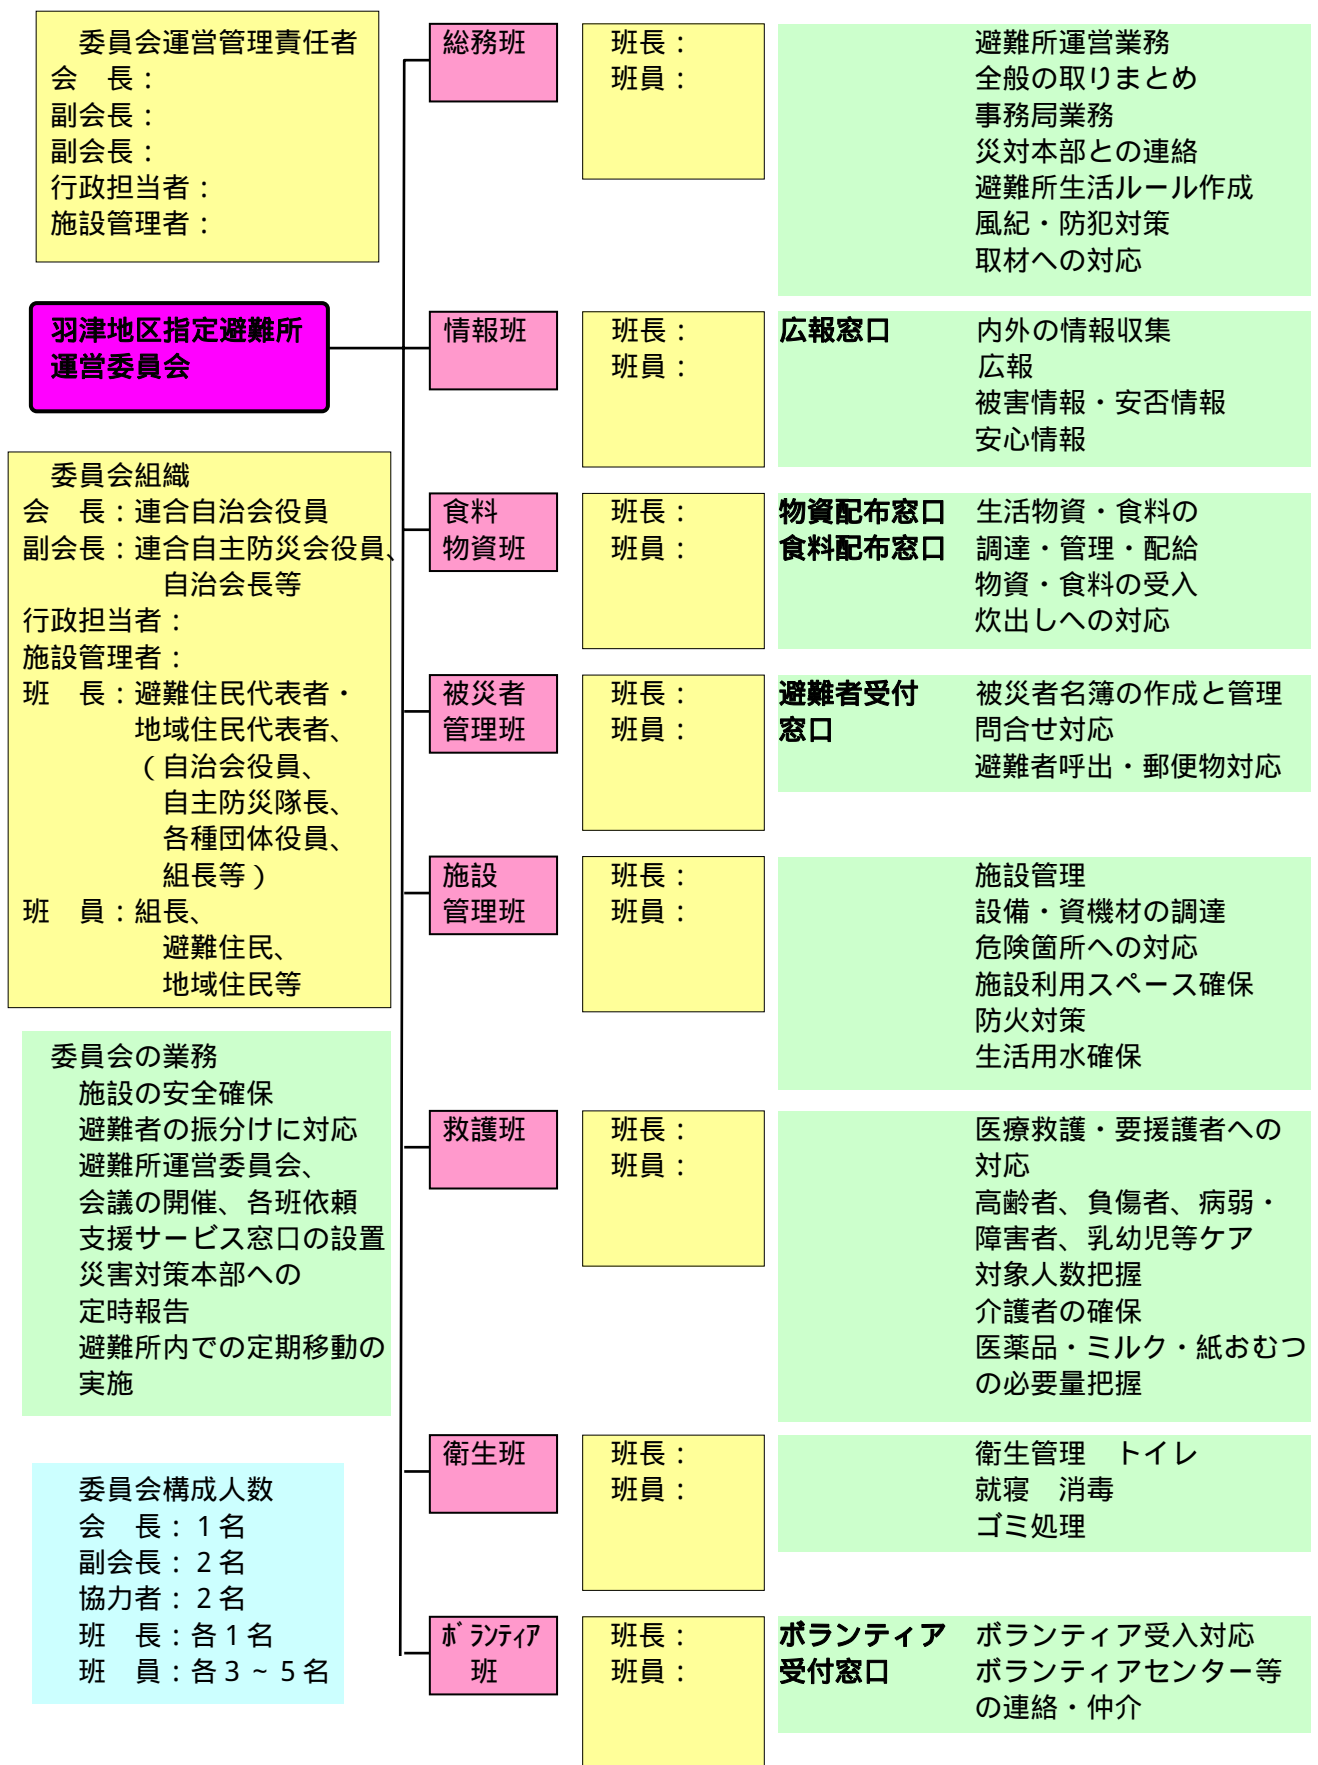 委員会運営管理責任者
会　長：
副会長：
副会長：
行政担当者：
施設管理者：
羽津地区指定避難所
運営委員会
委員会組織
会　長：連合自治会役員
副会長：連合自主防災会役員、
自治会長等
行政担当者：
施設管理者：
班　長：避難住民代表者・
地域住民代表者、
（自治会役員、
自主防災隊長、
各種団体役員、
組長等）
班　員：組長、
避難住民、
地域住民等
委員会の業務
施設の安全確保
避難者の振分けに対応
避難所運営委員会、
会議の開催、各班依頼
支援サービス窓口の設置
災害対策本部への
定時報告
避難所内での定期移動の
実施
委員会構成人数
会　長：１名
副会長：２名
協力者：２名
班　長：各１名
班　員：各３～５名
総務班
班長：
班員：
避難所運営業務
全般の取りまとめ
事務局業務
災対本部との連絡
避難所生活ルール作成
風紀・防犯対策
取材への対応
情報班
班長：
班員：
広報窓口
内外の情報収集
広報
被害情報・安否情報
安心情報
食料
物資班
班長：
班員：
物資配布窓口
食料配布窓口
生活物資・食料の
調達・管理・配給
物資・食料の受入
炊出しへの対応
被災者
管理班
班長：
班員：
避難者受付
窓口
被災者名簿の作成と管理
問合せ対応
避難者呼出・郵便物対応
施設
管理班
班長：
班員：
施設管理
設備・資機材の調達
危険箇所への対応
施設利用スペース確保
防火対策
生活用水確保
救護班
班長：
班員：
医療救護・要援護者への
対応
高齢者、負傷者、病弱・
障害者、乳幼児等ケア
対象人数把握
介護者の確保
医薬品・ミルク・紙おむつ
の必要量把握
衛生班
班長：
班員：
衛生管理　トイレ
就寝　消毒
ゴミ処理
ﾎﾞﾗﾝﾃｨｱ
班
班長：
班員：
ボランティア
受付窓口
ボランティア受入対応
ボランティアセンター等
の連絡・仲介